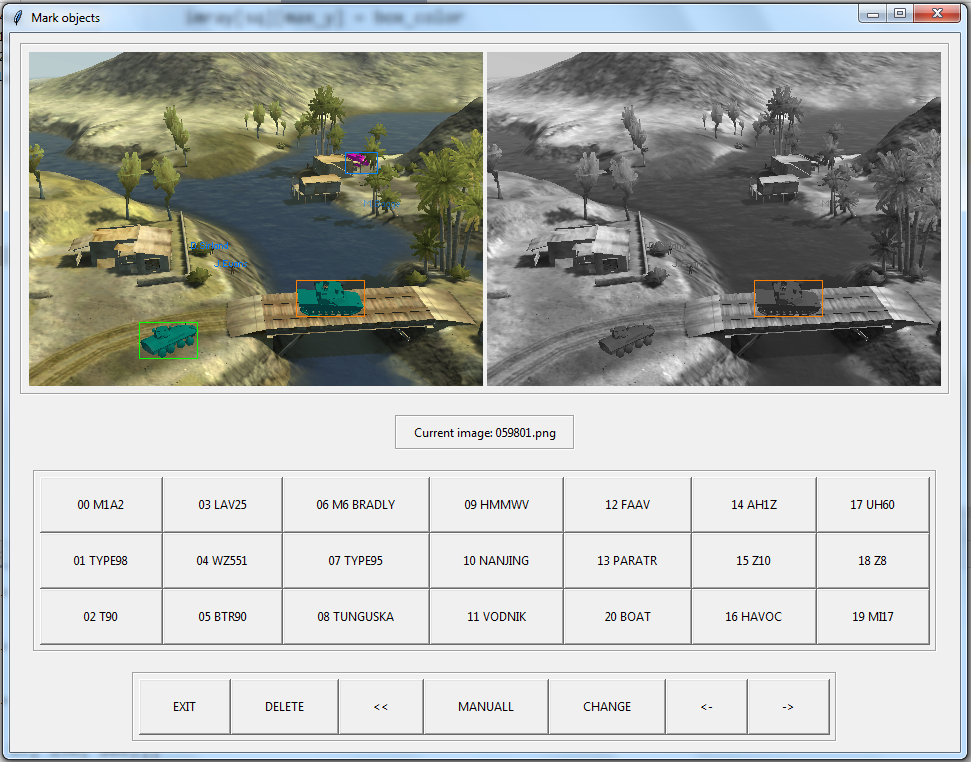 Mark objects
Current image: 059801.png
00 M1A2
03 LAV25
06 M6 BRADLY
09 HMMWV
12 FAAV
14 AH1Z
17 UH60
01 TYPE98
04 WZ551
07 TYPE95
10 NANJING
13 PARATR
15 Z10
18 Z8
02 T90
05 BTR90
08 TUNGUSKA
11 VODNIK
20 BOAT
16 HAVOC
19 MI17
EXIT
DELETE
<<
MANUALL
CHANGE
<-
->